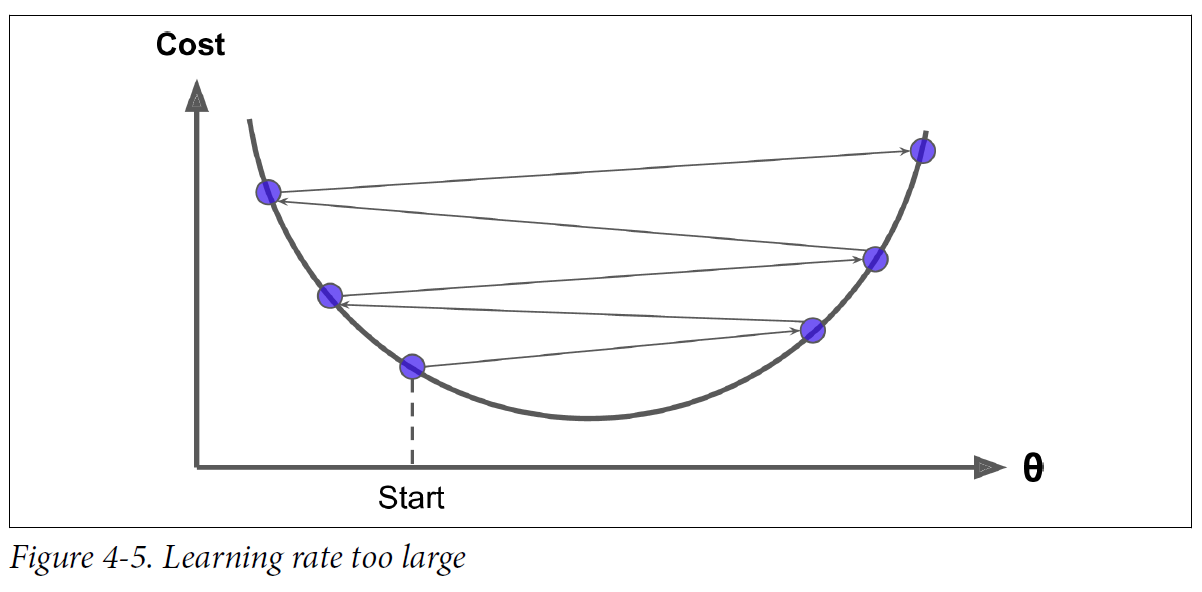 Cost
θ
Start
Figure 4-5. Learning rate too large